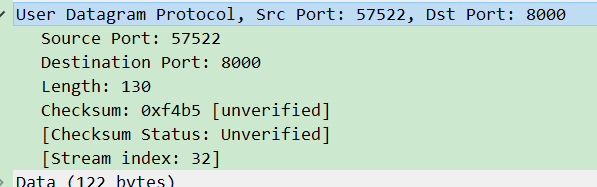 User Datagram Protocol, Src Port: 57522, Dst Port: 8000
Source Port: 57522
Destination Port: 8000
Length: 130
Checksum: 0xf4b5 [unverified]
[Checksum Status: Unverified]
[Stream index: 32]
Data (122 bytes)